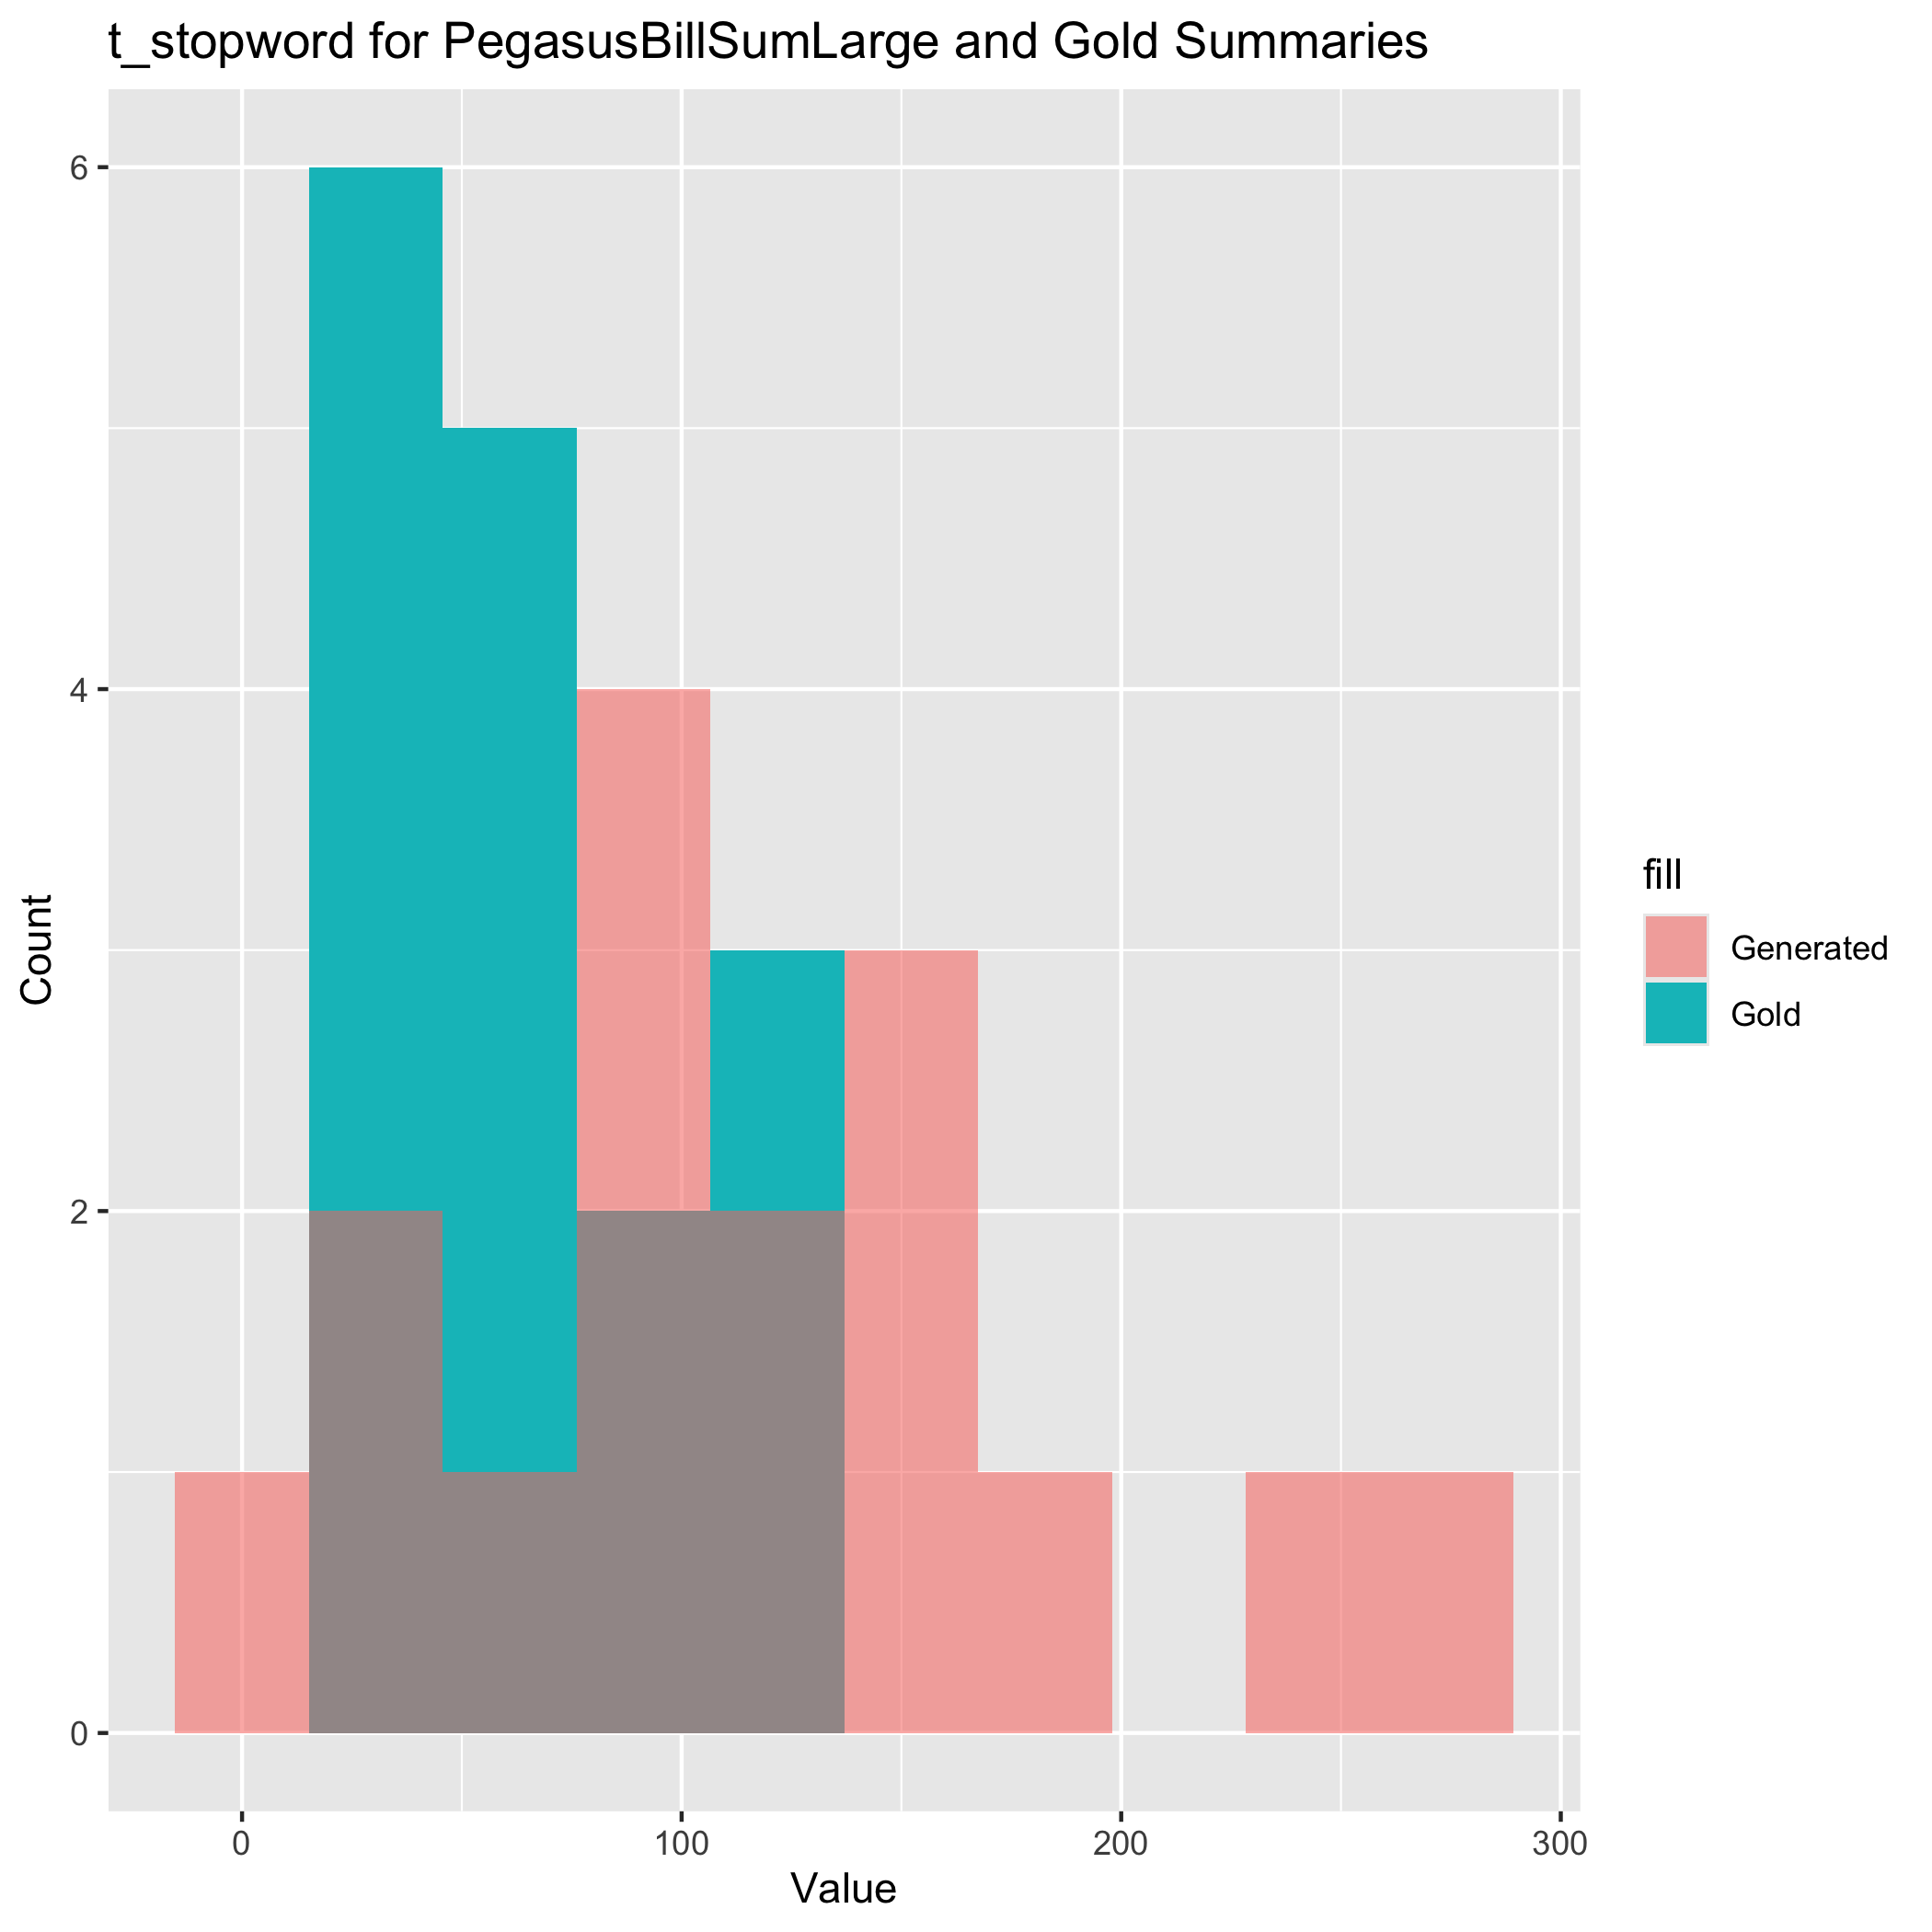 t_stopword for PegasusBillSumLarge and Gold Summaries
6
4
2
0
Count
0
100
200
300
Value
fill
Generated
Gold